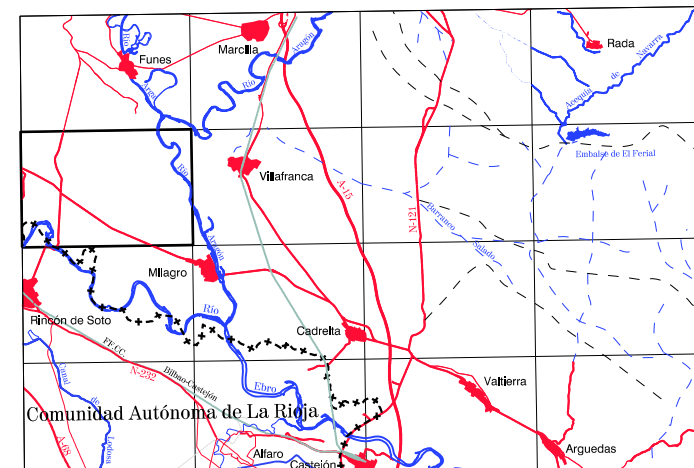 Marcilla
Río
Aragón
Río
Arga
Funes
Rada
Acequia de Navarra
Embalse de El Ferial
Villafranca
A-15
N-121
Barranco Salado
Río
Aragón
Milagro
Río
Ebro
Rincón de Soto
FF.CC. Bilbao-Castejón
N-232
Cadreita
Valtierra
Canal de Lodosa
Comunidad Autónoma de La Rioja
A-68
Alfaro
Castejón
Arguedas